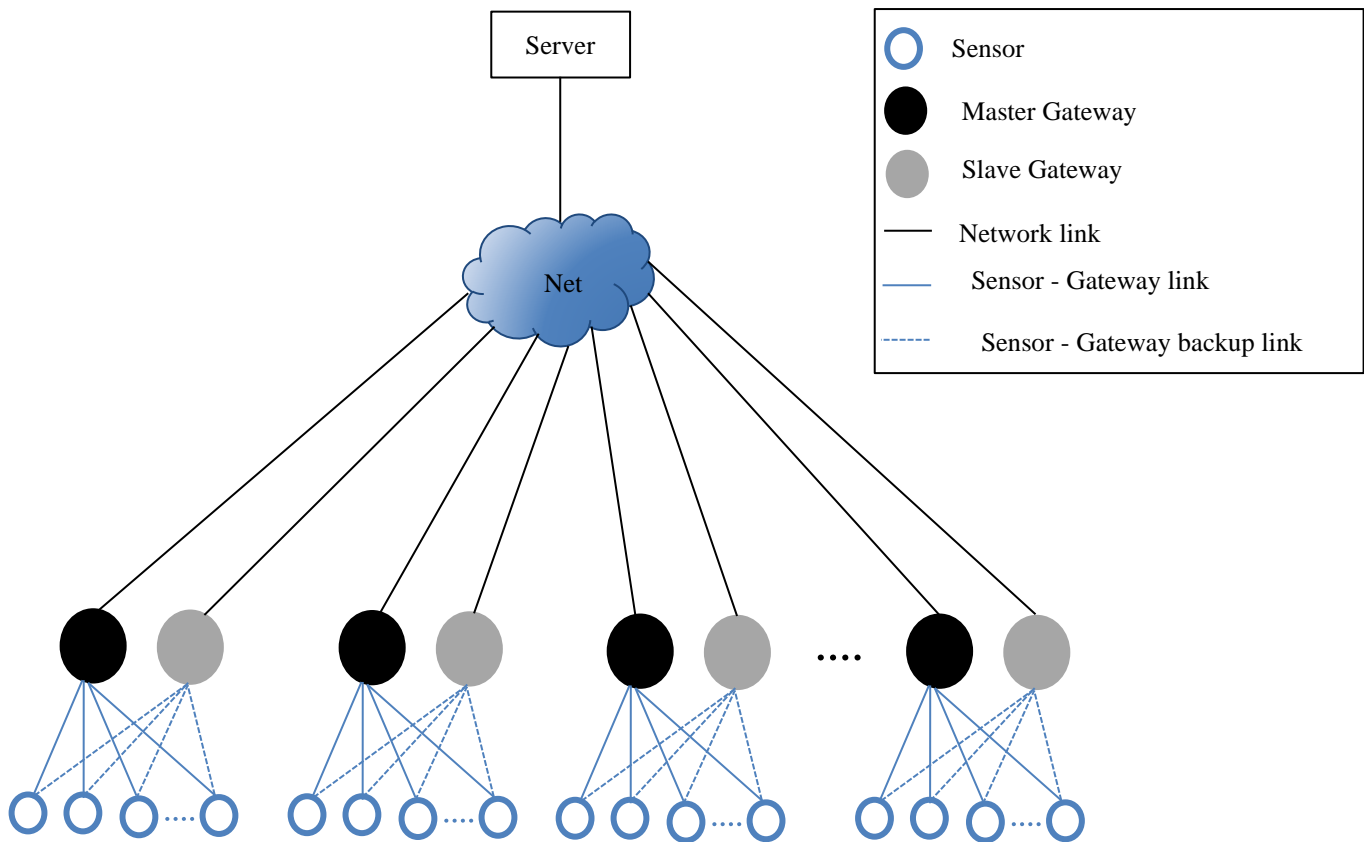 Server
Sensor
Master Gateway
Slave Gateway
Network link
Sensor - Gateway link
Sensor - Gateway backup link
Net
....
.... .... .... ....